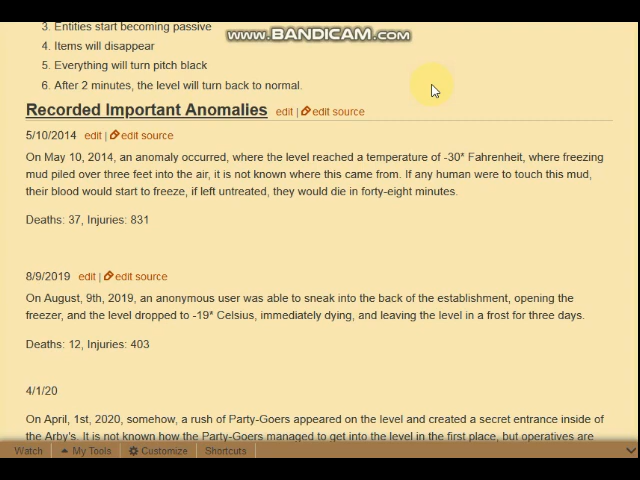 3. Entities start becoming passive
www.BANDICAM.com
4. Items will disappear
5. Everything will turn pitch black
6. After 2 minutes, the level will turn back to normal.
Recorded Important Anomalies edit | edit source
5/10/2014 edit | edit source
On May 10, 2014, an anomaly occurred, where the level reached a temperature of -30* Fahrenheit, where freezing
mud piled over three feet into the air, it is not known where this came from. If any human were to touch this mud,
their blood would start to freeze, if left untreated, they would die in forty-eight minutes.
Deaths: 37, Injuries: 831
8/9/2019 edit | edit source
On August, 9th, 2019, an anonymous user was able to sneak into the back of the establishment, opening the
freezer, and the level dropped to -19* Celsius, immediately dying, and leaving the level in a frost for three days.
Deaths: 12, Injuries: 403
4/1/20
On April, 1st, 2020, somehow, a rush of Party-Goers appeared on the level and created a secret entrance inside of
the Arby's. It is not known how the Party-Goers managed to get into the level in the first place, but operatives are
Watch My Tools Customize Shortcuts